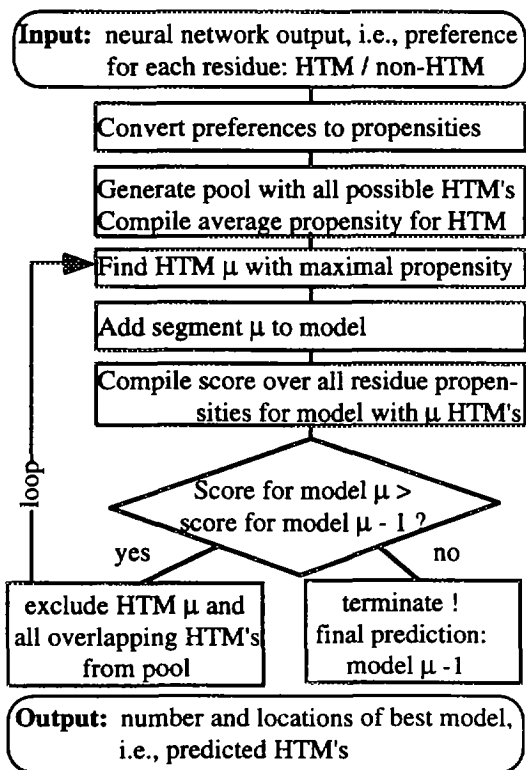 Input: neural network output, i.e., preference
for each residue: HTM / non-HTM
Convert preferences to propensities
Generate pool with all possible HTM's
Compile average propensity for HTM
Find HTM μ with maximal propensity
Add segment μ to model
Compile score over all residue propen-
sities for model with μ HTM's
loop
Score for model μ >
score for model μ - 1 ?
yes
no
exclude HTM μ and
all overlapping HTM's
from pool
terminate !
final prediction:
model μ -1
Output: number and locations of best model,
i.e., predicted HTM's